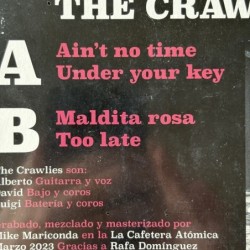 THE CRAW
A
Ain't no time
Under your key
B
Maldita rosa
Too late
The Crawlies son:
lberto Guitarra y voz
David Bajo y coros
uigi Batería y coros
rabado, mezclado y masterizado por
Mike Mariconda en la La Cafetera Atómica
Marzo 2023 Gracias a Rafa Domínguez